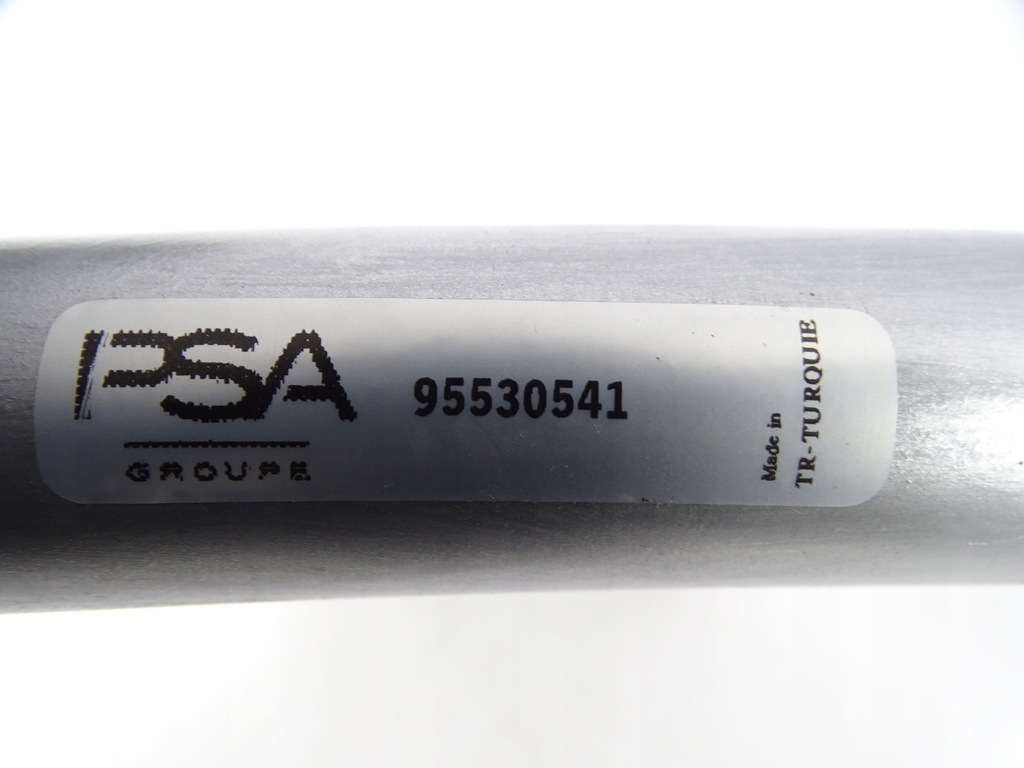 PSA
GROUPE
95530541
Made in
TR-TURQUIE